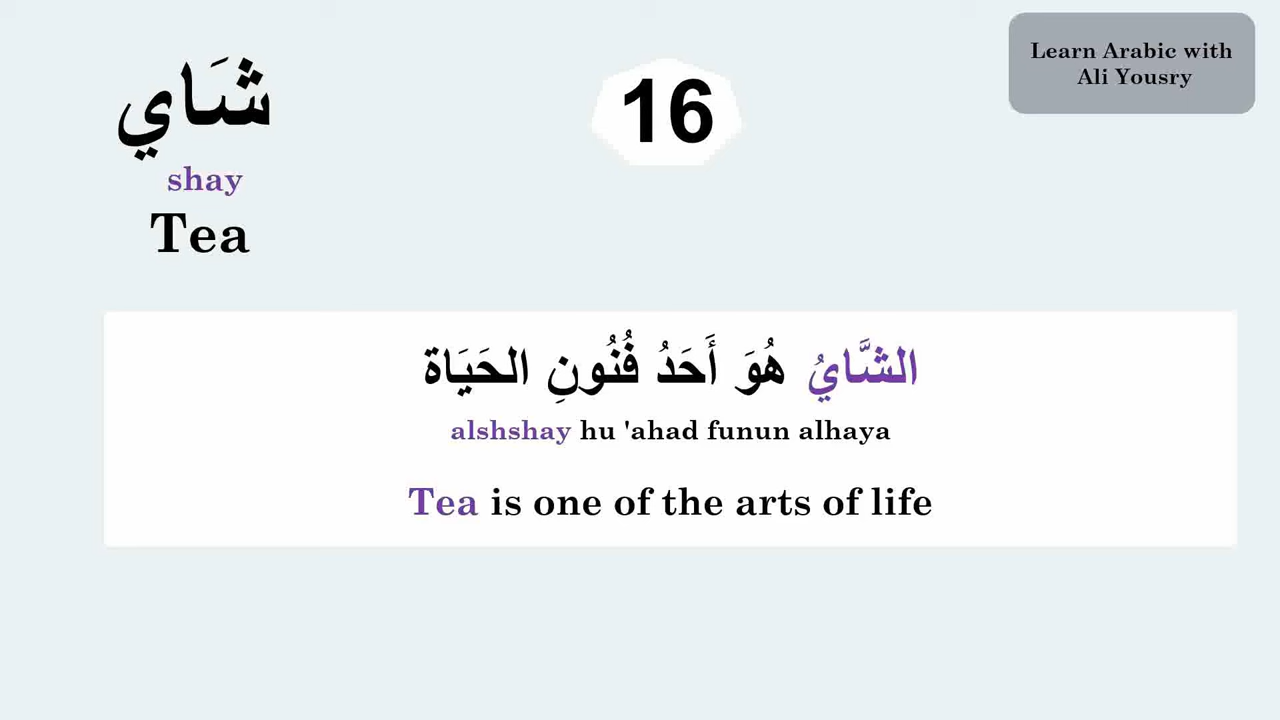 شَاي
shay
Tea
16
Learn Arabic with
Ali Yousry
الشَّايُ هُوَ أَحَدُ فُنُونِ الحَيَاة
alshshay hu 'ahad funun alhaya
Tea is one of the arts of life